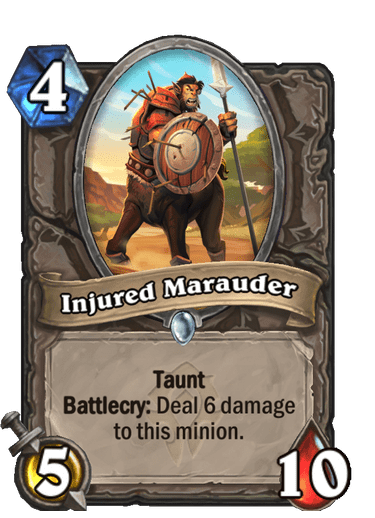 4
Injured Marauder
Taunt
Battlecry: Deal 6 damage
to this minion.
5
10